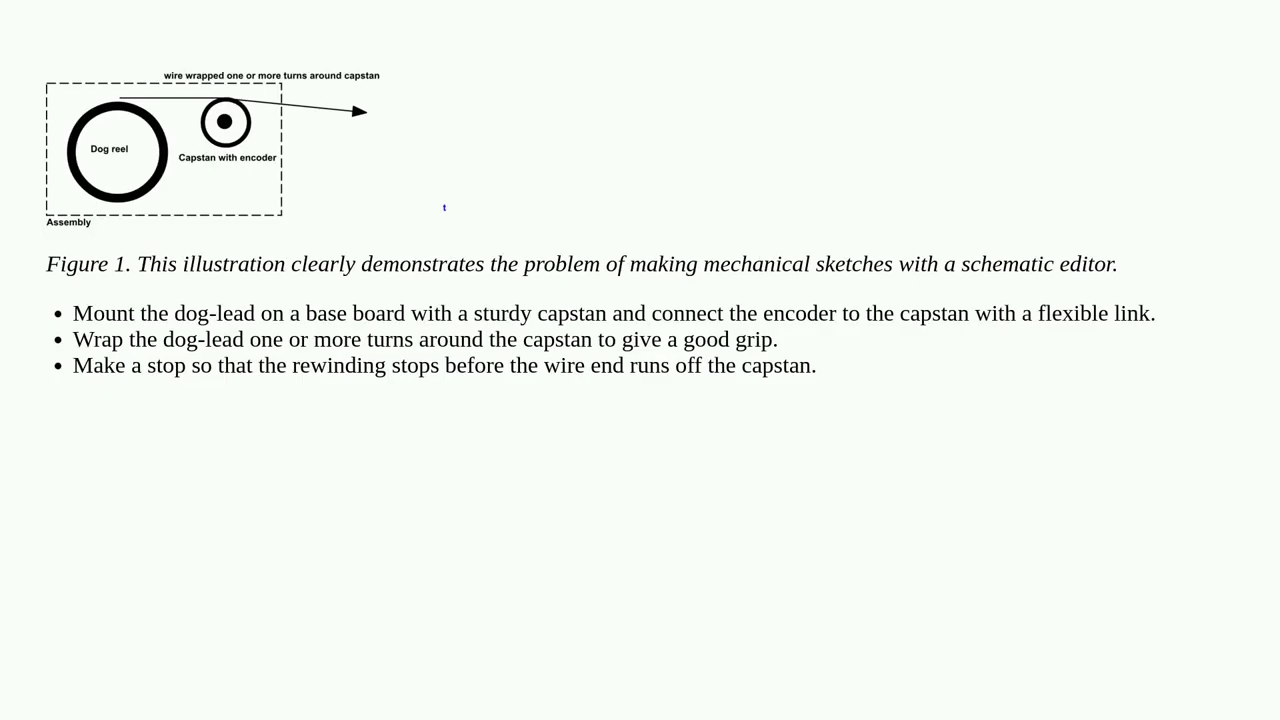 wire wrapped one or more turns around capstan
Dog reel
Capstan with encoder
t
Assembly
Figure 1. This illustration clearly demonstrates the problem of making mechanical sketches with a schematic editor.
• Mount the dog-lead on a base board with a sturdy capstan and connect the encoder to the capstan with a flexible link.
• Wrap the dog-lead one or more turns around the capstan to give a good grip.
• Make a stop so that the rewinding stops before the wire end runs off the capstan.